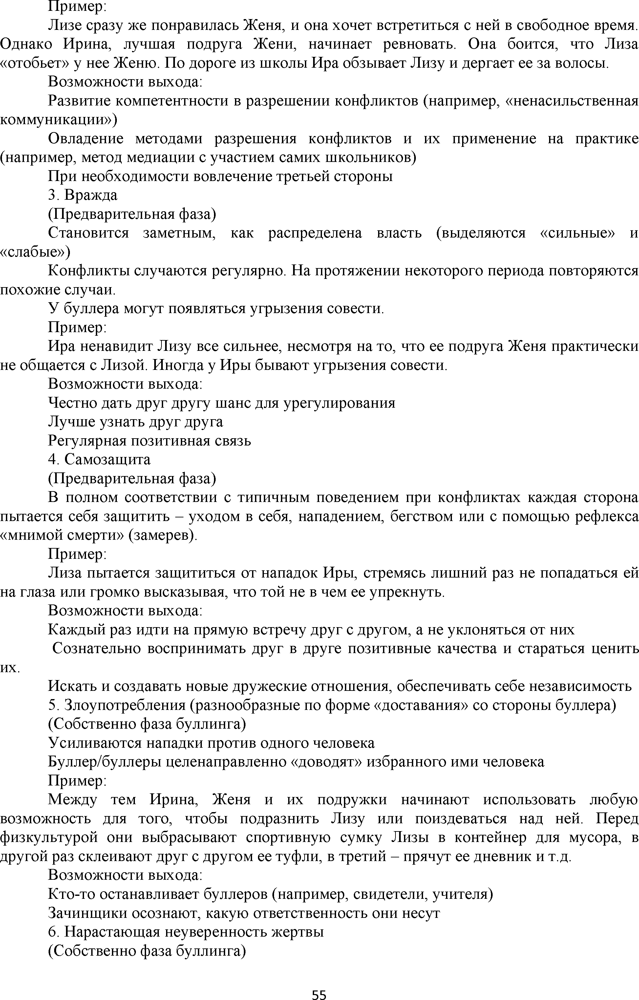 Пример:
Лизе сразу же понравилась Женя, и она хочет встретиться с ней в свободное время.
Однако Ирина, лучшая подруга Жени, начинает ревновать. Она боится, что Лиза
«отобьет» у нее Женю. По дороге из школы Ира обзывает Лизу и дергает ее за волосы.
Возможности выхода:
Развитие компетентности в разрешении конфликтов (например, «ненасильственная
коммуникации»)
Овладение методами разрешения конфликтов и их применение на практике
(например, метод медиации с участием самих школьников)
При необходимости вовлечение третьей стороны
3. Вражда
(Предварительная фаза)
Становится заметным, как распределена власть (выделяются «сильные» и
«слабые»)
Конфликты случаются регулярно. На протяжении некоторого периода повторяются
похожие случаи.
У буллера могут появляться угрызения совести.
Пример:
Ира ненавидит Лизу все сильнее, несмотря на то, что ее подруга Женя практически
не общается с Лизой. Иногда у Иры бывают угрызения совести.
Возможности выхода:
Честно дать друг другу шанс для урегулирования
Лучше узнать друг друга
Регулярная позитивная связь
4. Самозащита
(Предварительная фаза)
В полном соответствии с типичным поведением при конфликтах каждая сторона
пытается себя защитить – уходом в себя, нападением, бегством или с помощью рефлекса
«мнимой смерти» (замерев).
Пример:
Лиза пытается защититься от нападок Иры, стремясь лишний раз не попадаться ей
на глаза или громко высказывая, что той не в чем ее упрекнуть.
Возможности выхода:
Каждый раз идти на прямую встречу друг с другом, а не уклоняться от них
Сознательно воспринимать друг в друге позитивные качества и стараться ценить
их.
Искать и создавать новые дружеские отношения, обеспечивать себе независимость
5. Злоупотребления (разнообразные по форме «доставания» со стороны буллера)
(Собственно фаза буллинга)
Усиливаются нападки против одного человека
Буллер/буллеры целенаправленно «доводят» избранного ими человека
Пример:
Между тем Ирина, Женя и их подружки начинают использовать любую
возможность для того, чтобы подразнить Лизу или поиздеваться над ней. Перед
физкультурой они выбрасывают спортивную сумку Лизы в контейнер для мусора, в
другой раз склеивают друг с другом ее туфли, в третий – прячут ее дневник и т.д.
Возможности выхода:
Кто-то останавливает буллеров (например, свидетели, учителя)
Зачинщики осознают, какую ответственность они несут
6. Нарастающая неуверенность жертвы
(Собственно фаза буллинга)
55